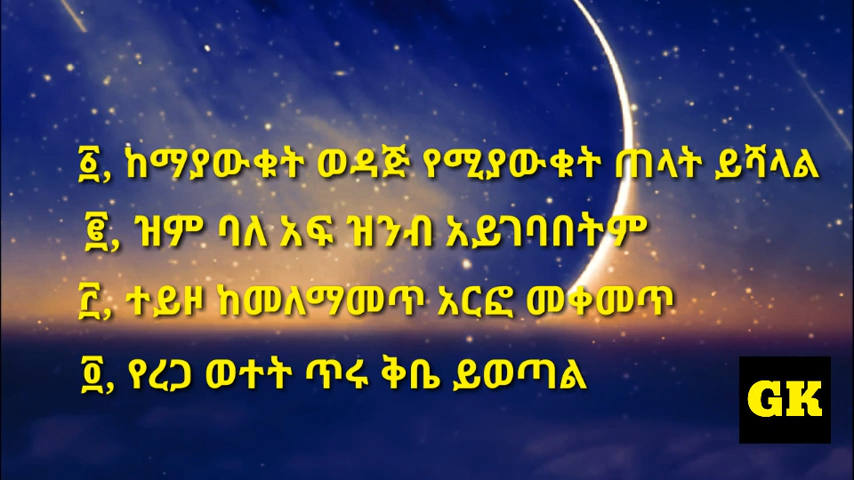 ፩, ከማያውቁት ወዳጅ የሚያውቁት ጠላት ይሻላል
፪, ዝም ባለ አፍ ዝንብ አይገባበትም
፫, ተይዞ ከመለማመጥ አርፎ መቀመጥ
፬, የረጋ ወተት ጥሩ ቅቤ ይወጣል
GK